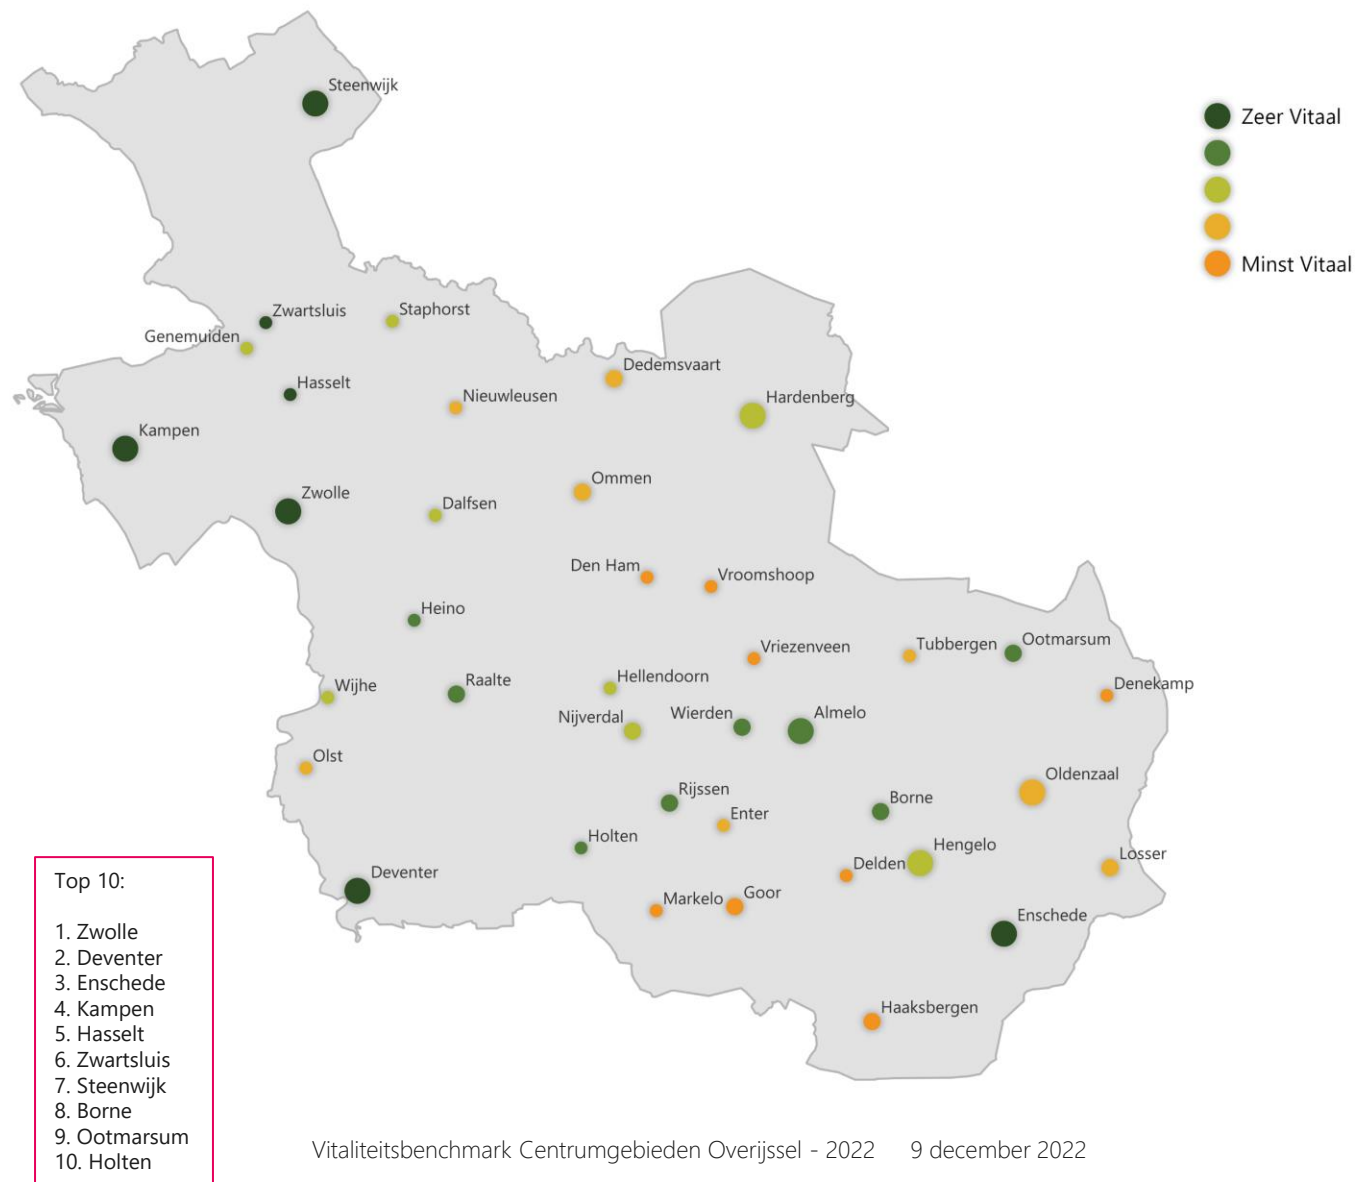 Steenwijk
Zeer Vitaal
Minst Vitaal
Zwartsluis
Staphorst
Genemuiden
Dedemsvaart
Hasselt
Nieuwleusen
Hardenberg
Kampen
Ommen
Zwolle
Dalfsen
Den Ham
Vroomshoop
Heino
Ootmarsum
Tubbergen
Vriezenveen
Hellendoorn
Raalte
Wijhe
Denekamp
Wierden
Almelo
Nijverdal
Olst
Oldenzaal
Rijssen
Borne
Enter
Holten
Hengelo
Losser
Delden
Deventer
Markelo
Goor
Enschede
Haaksbergen
Top 10:
1. Zwolle
2. Deventer
3. Enschede
4. Kampen
5. Hasselt
6. Zwartsluis
7. Steenwijk
8. Borne
9. Ootmarsum
10. Holten
Vitaliteitsbenchmark Centrumgebieden Overijssel - 2022 9 december 2022